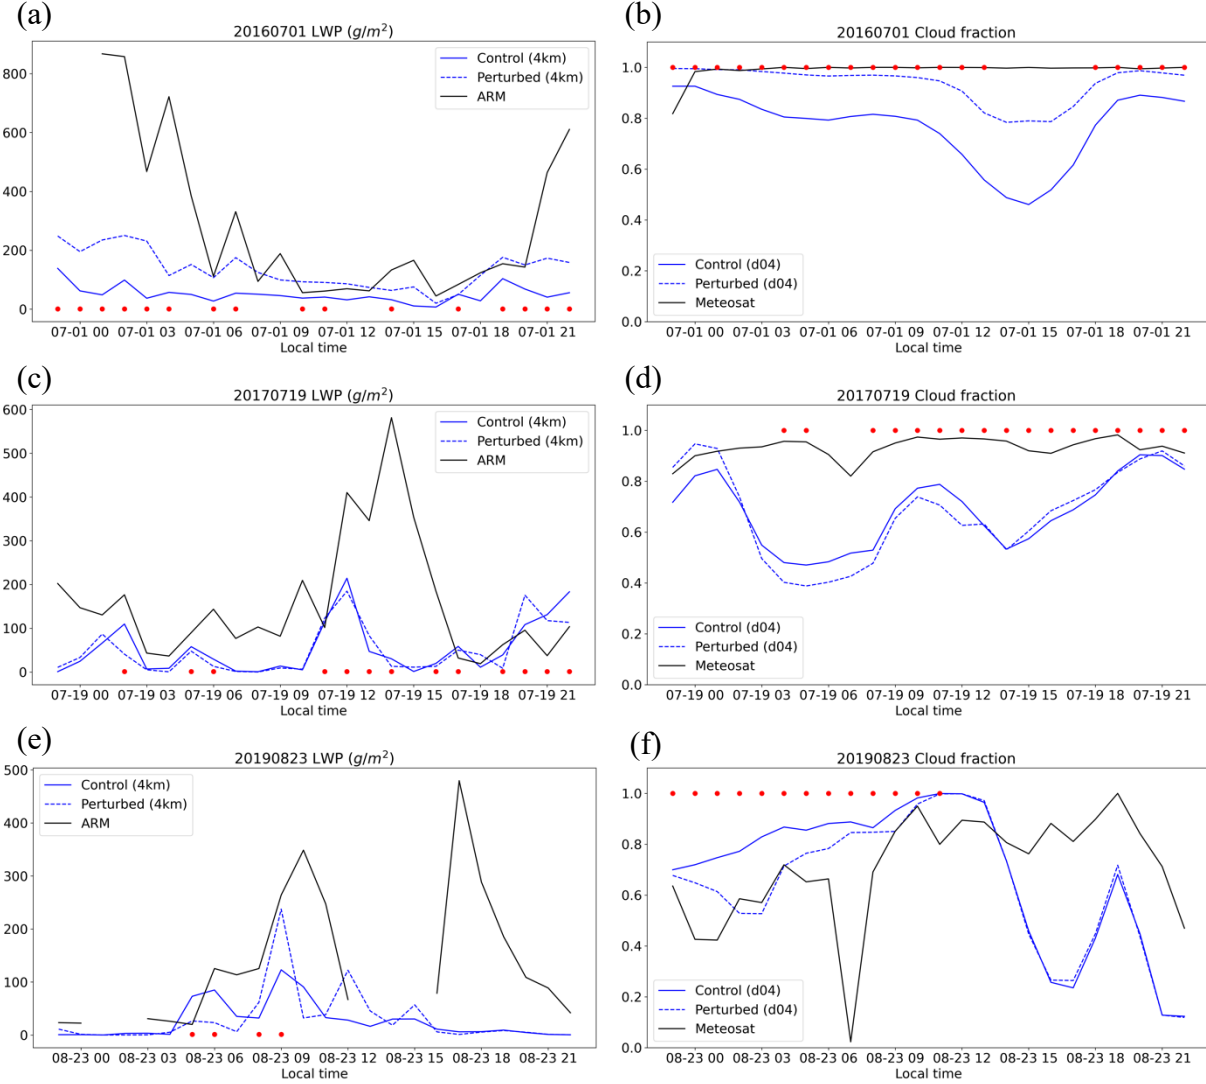 (a)
20160701 LWP (g/m²)
Control (4km)
Perturbed (4km)
ARM
800
600
400
200
0
07-01 00 07-01 03 07-01 06 07-01 09 07-01 12 07-01 15 07-01 18 07-01 21
Local time
(b)
20160701 Cloud fraction
1.0
0.8
0.6
0.4
0.2
0.0
Control (d04)
Perturbed (d04)
Meteosat
07-01 00 07-01 03 07-01 06 07-01 09 07-01 12 07-01 15 07-01 18 07-01 21
Local time
(c)
20170719 LWP (g/m²)
Control (4km)
Perturbed (4km)
ARM
600
500
400
300
200
100
0
07-19 00 07-19 03 07-19 06 07-19 09 07-19 12 07-19 15 07-19 18 07-19 21
Local time
(d)
20170719 Cloud fraction
1.0
0.8
0.6
0.4
0.2
0.0
Control (d04)
Perturbed (d04)
Meteosat
07-19 00 07-19 03 07-19 06 07-19 09 07-19 12 07-19 15 07-19 18 07-19 21
Local time
(e)
20190823 LWP (g/m²)
Control (4km)
Perturbed (4km)
ARM
500
400
300
200
100
0
08-23 00 08-23 03 08-23 06 08-23 09 08-23 12 08-23 15 08-23 18 08-23 21
Local time
(f)
20190823 Cloud fraction
1.0
0.8
0.6
0.4
0.2
0.0
Control (d04)
Perturbed (d04)
Meteosat
08-23 00 08-23 03 08-23 06 08-23 09 08-23 12 08-23 15 08-23 18 08-23 21
Local time